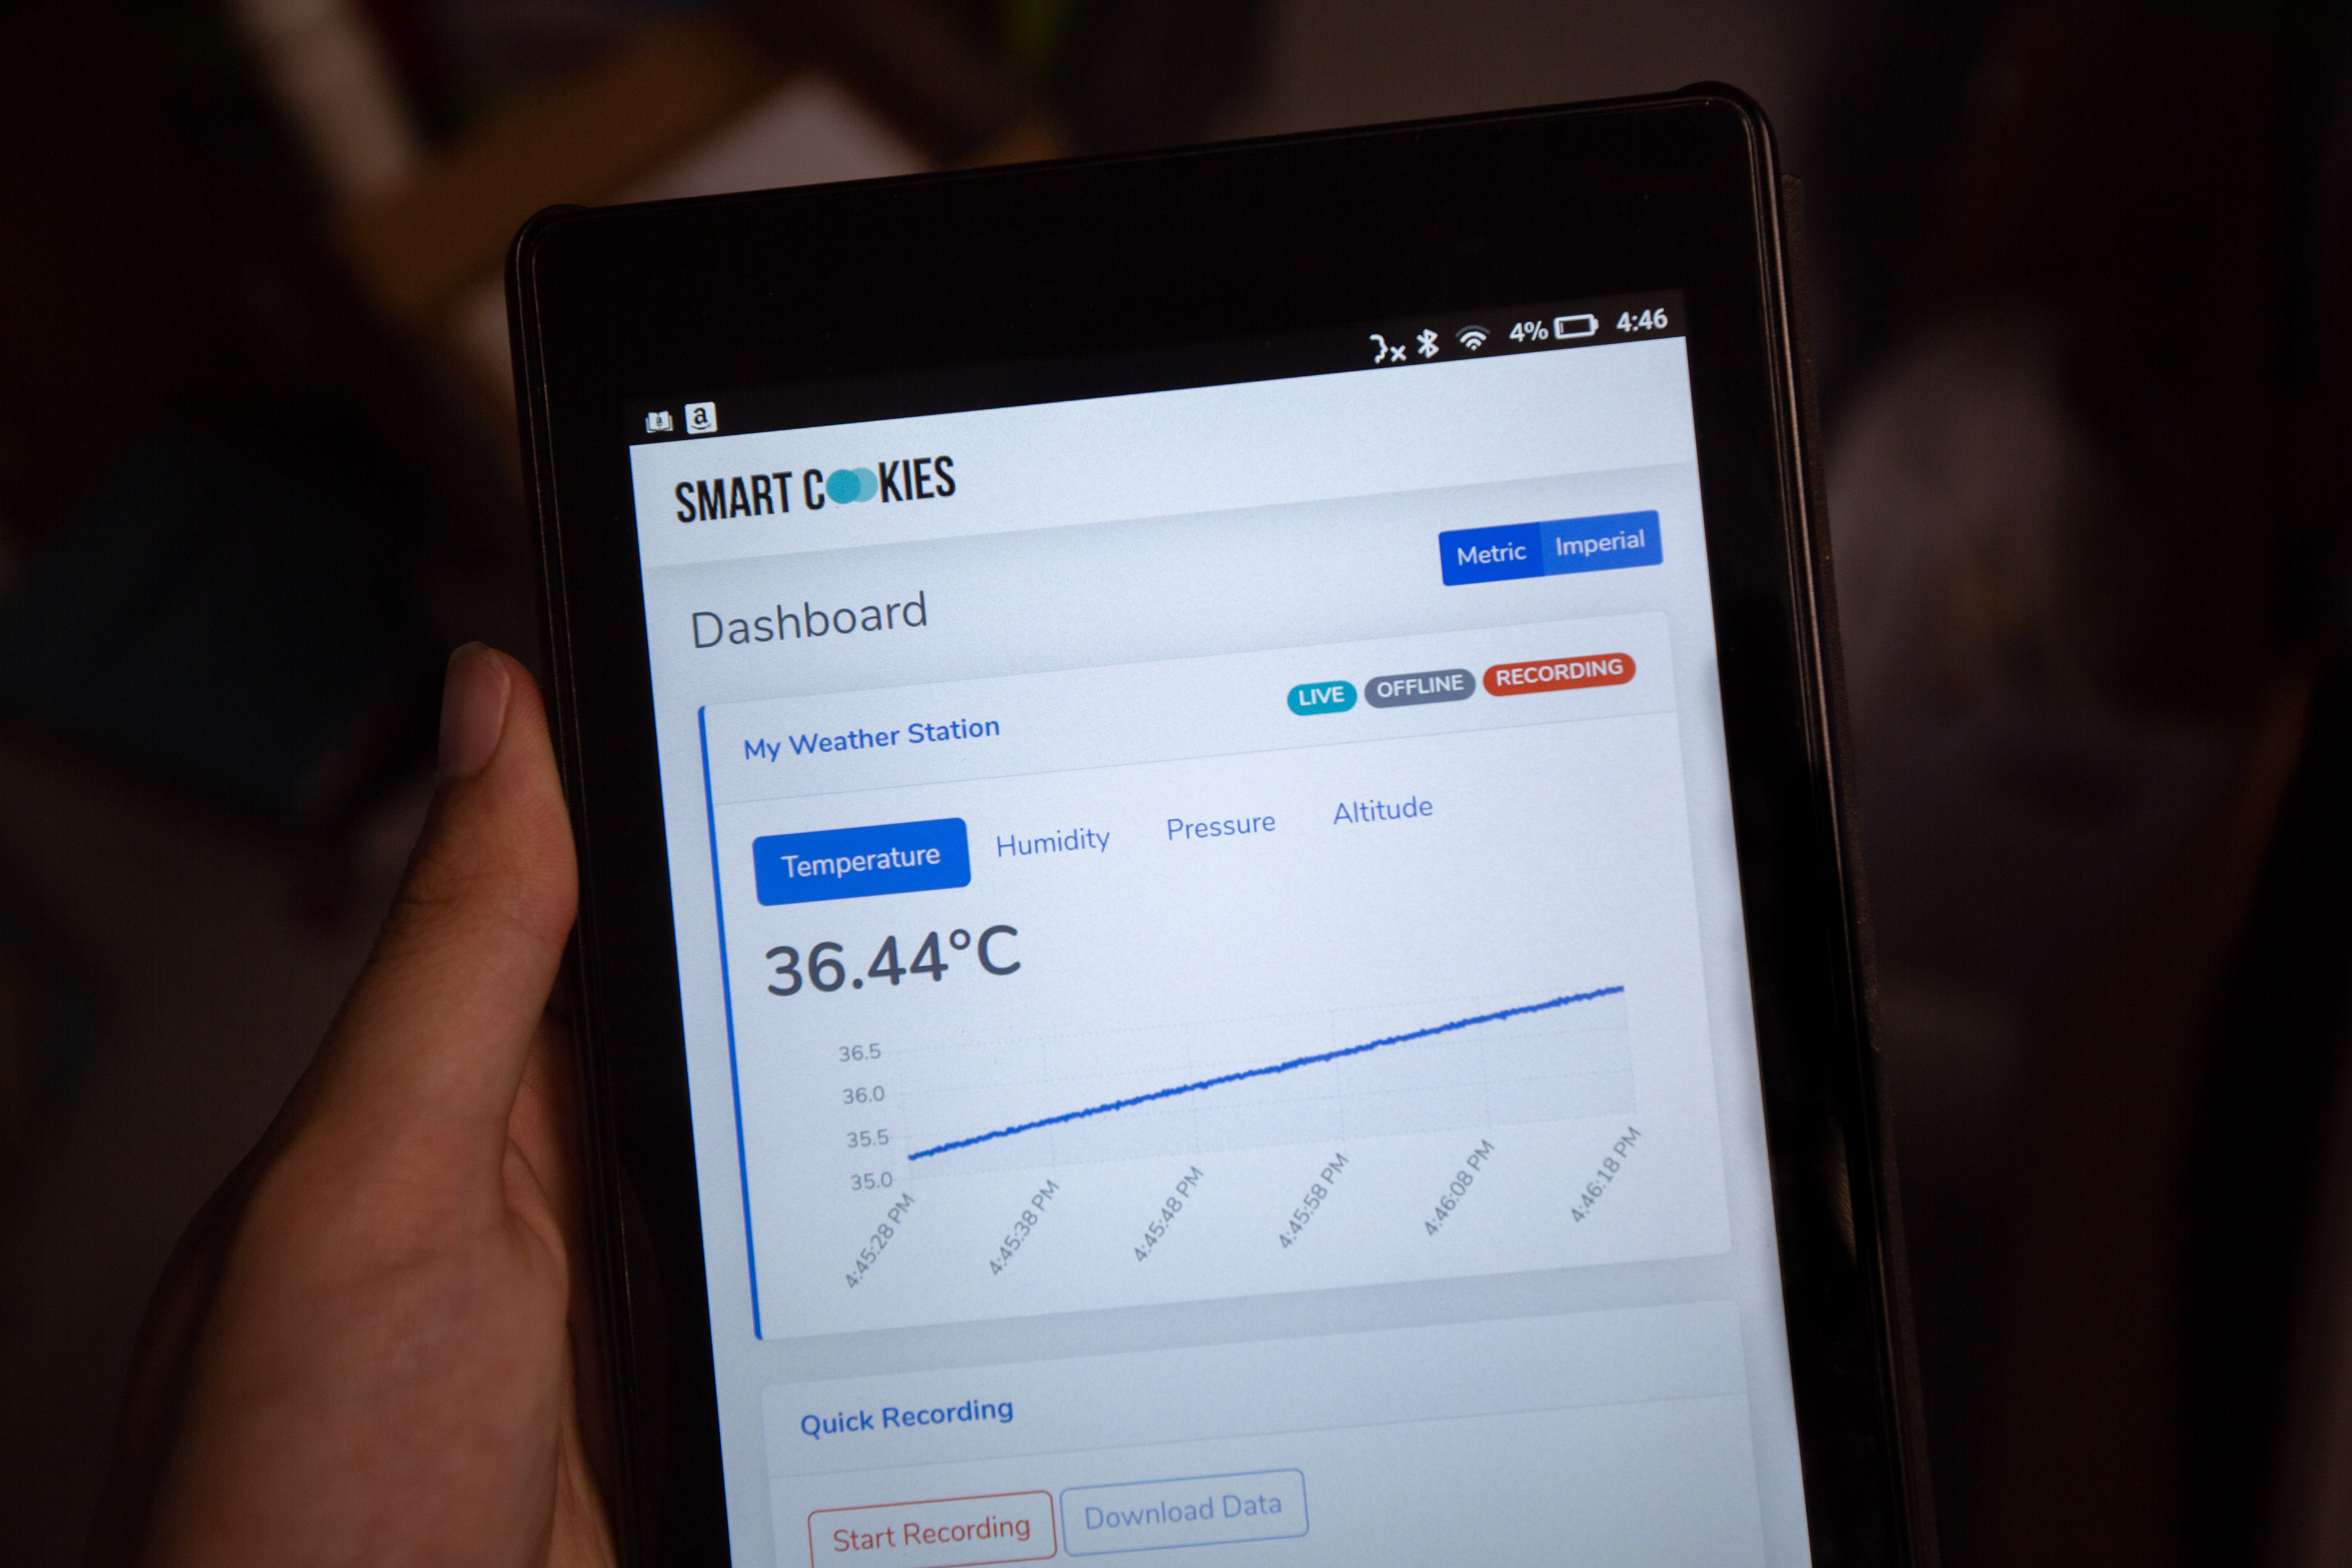 4% 4:46
SMART COOKIES
Metric Imperial
Dashboard
My Weather Station LIVE OFFLINE RECORDING
Temperature Humidity Pressure Altitude
36.44°C
36.5
36.0
35.5
35.0
4:45:28 PM 4:45:38 PM 4:45:48 PM 4:45:58 PM 4:46:08 PM 4:46:18 PM
Quick Recording
Start Recording Download Data